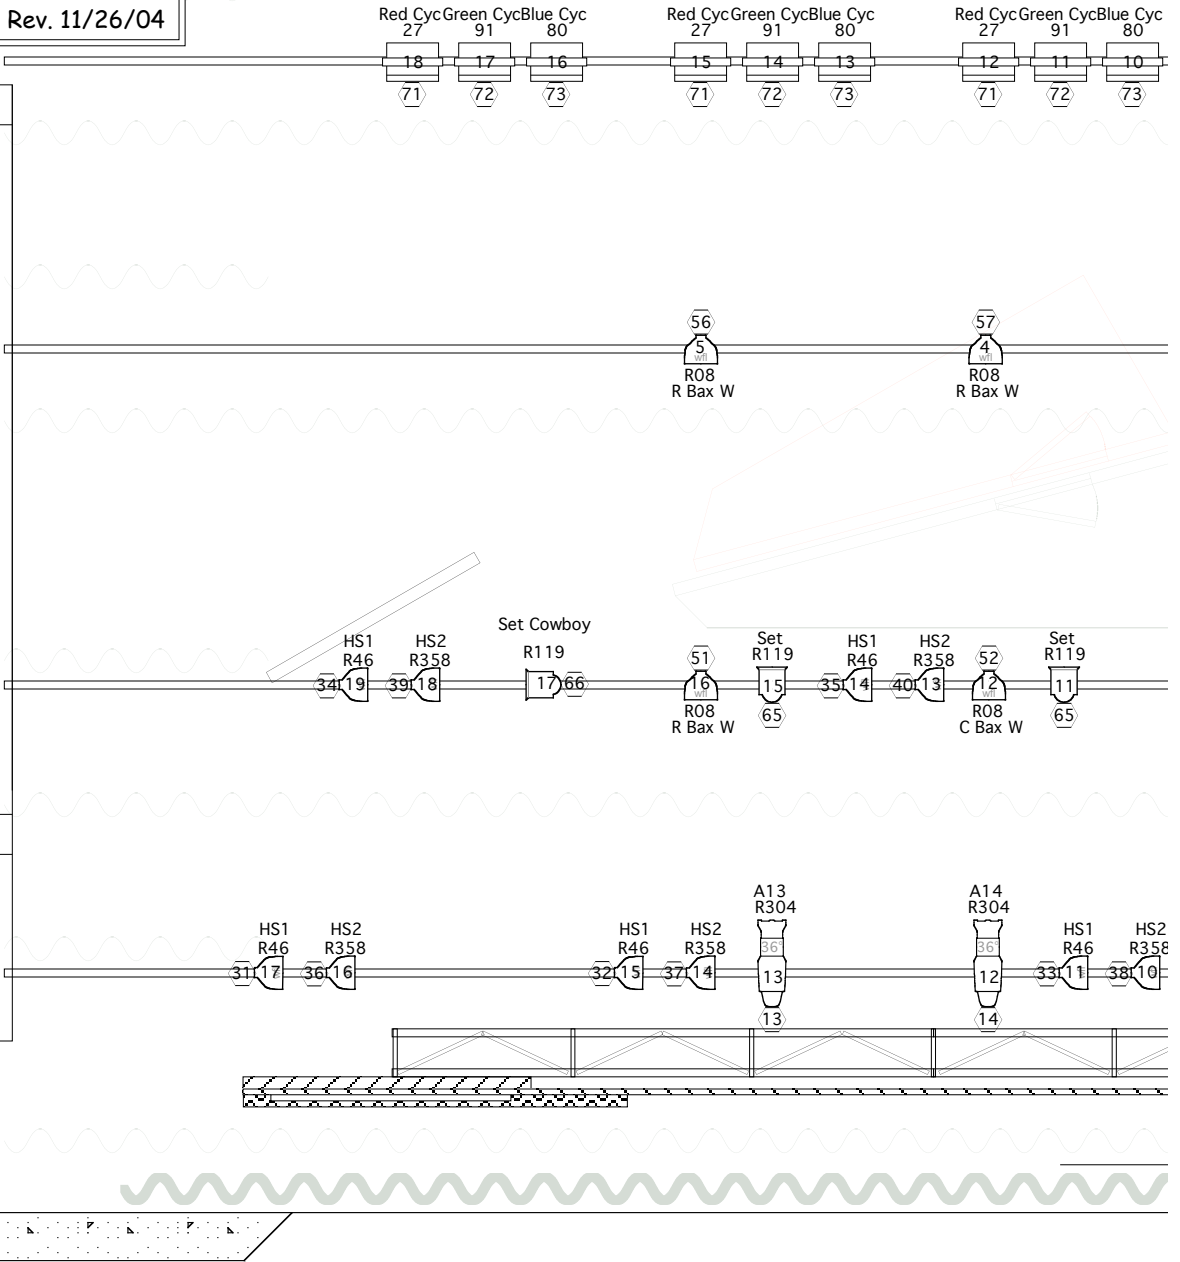 Rev. 11/26/04
Red Cyc Green Cyc Blue Cyc Red Cyc Green Cyc Blue Cyc Red Cyc Green Cyc Blue Cyc
27 91 80 27 91 80 27 91 80
18 17 16 15 14 13 12 11 10
71 72 73 71 72 73 71 72 73
56 57
5 4
wfl wfl
R08 R08
R Bax W R Bax W
Set Cowboy
HS1 HS2 Set HS1 HS2 Set
R46 R358 R119 R119 R46 R358 R119
51 52
34 19 39 18 17 66 16 15 35 14 40 13 12 11
wfl wfl
R08 65 R08 65
R Bax W C Bax W
A13 A14
R304 R304
HS1 HS2 HS1 HS2 HS1 HS2
R46 R358 R46 R358 36° 36° R46 R358
31 17 36 16 32 15 37 14 13 12 33 11 38 10
13 14